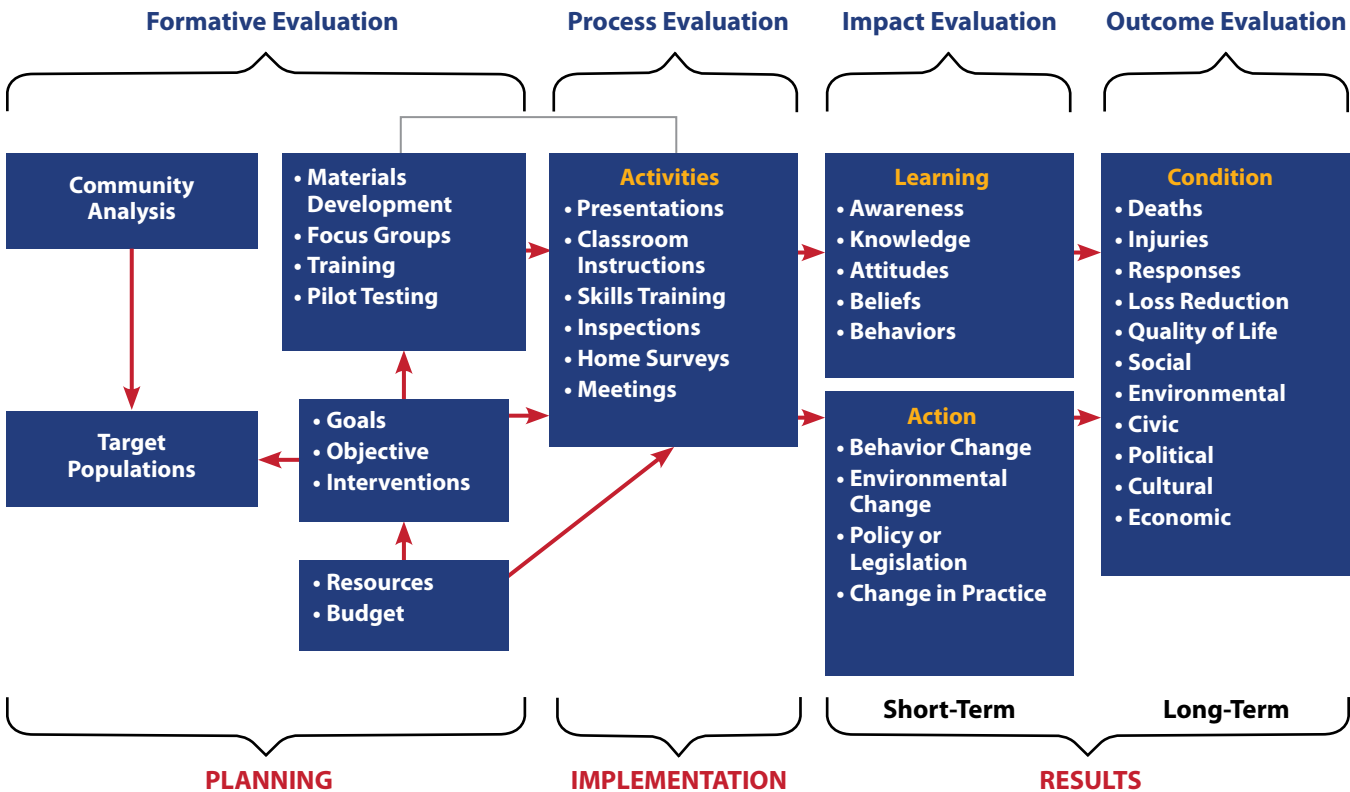 Formative Evaluation
Process Evaluation
Impact Evaluation
Outcome Evaluation
Community
Analysis
Target
Populations
• Materials
Development
• Focus Groups
• Training
• Pilot Testing
• Goals
• Objective
• Interventions
• Resources
• Budget
Activities
• Presentations
• Classroom
Instructions
• Skills Training
• Inspections
• Home Surveys
• Meetings
Learning
• Awareness
• Knowledge
• Attitudes
• Beliefs
• Behaviors
Action
• Behavior Change
• Environmental
Change
• Policy or
Legislation
• Change in Practice
Condition
• Deaths
• Injuries
• Responses
• Loss Reduction
• Quality of Life
• Social
• Environmental
• Civic
• Political
• Cultural
• Economic
Short-Term
Long-Term
PLANNING
IMPLEMENTATION
RESULTS